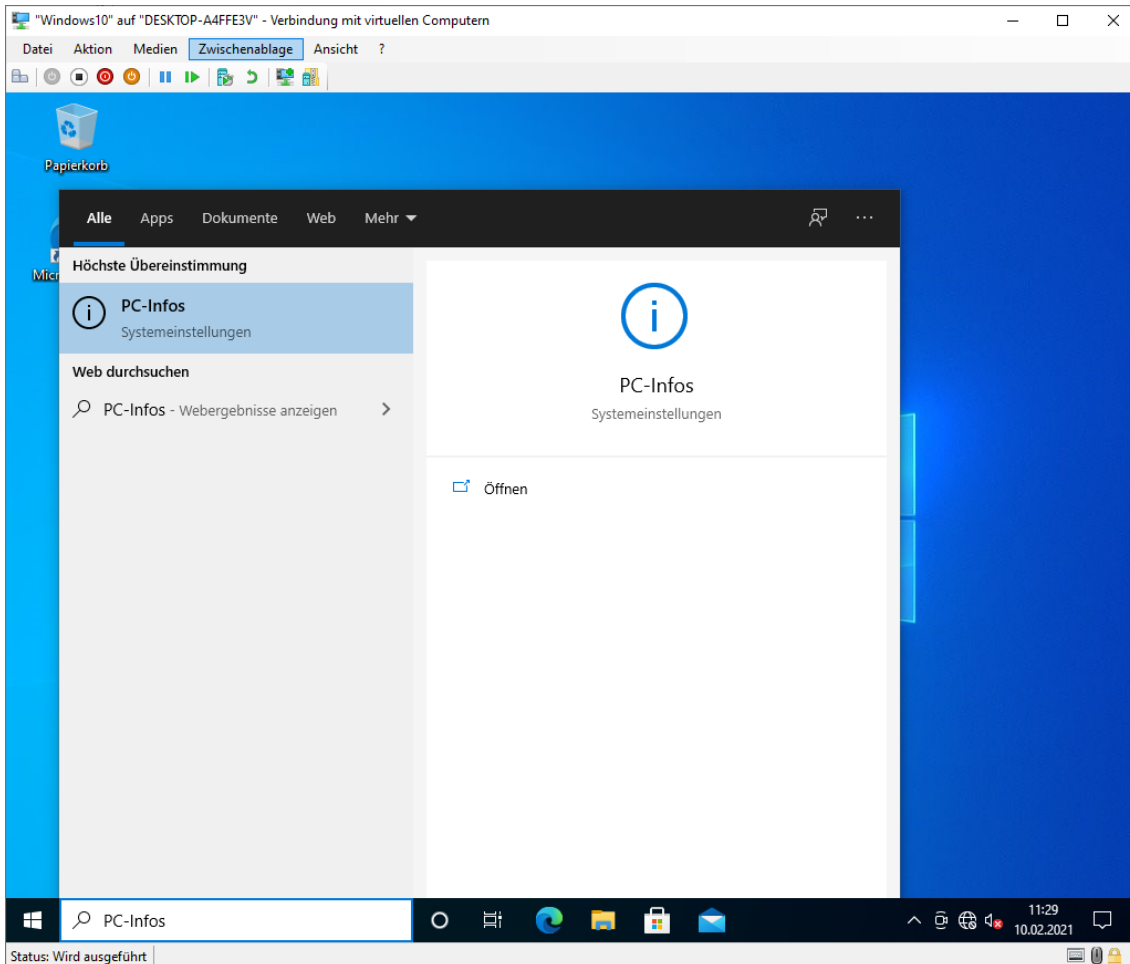 "Windows10" auf "DESKTOP-A4FFE3V" - Verbindung mit virtuellen Computern
Datei Aktion Medien Zwischenablage Ansicht ?
Papierkorb
Alle Apps Dokumente Web Mehr
Micr
Höchste Übereinstimmung
PC-Infos
Systemeinstellungen
Web durchsuchen
PC-Infos - Webergebnisse anzeigen
PC-Infos
Systemeinstellungen
Öffnen
PC-Infos
11:29
10.02.2021
Status: Wird ausgeführt